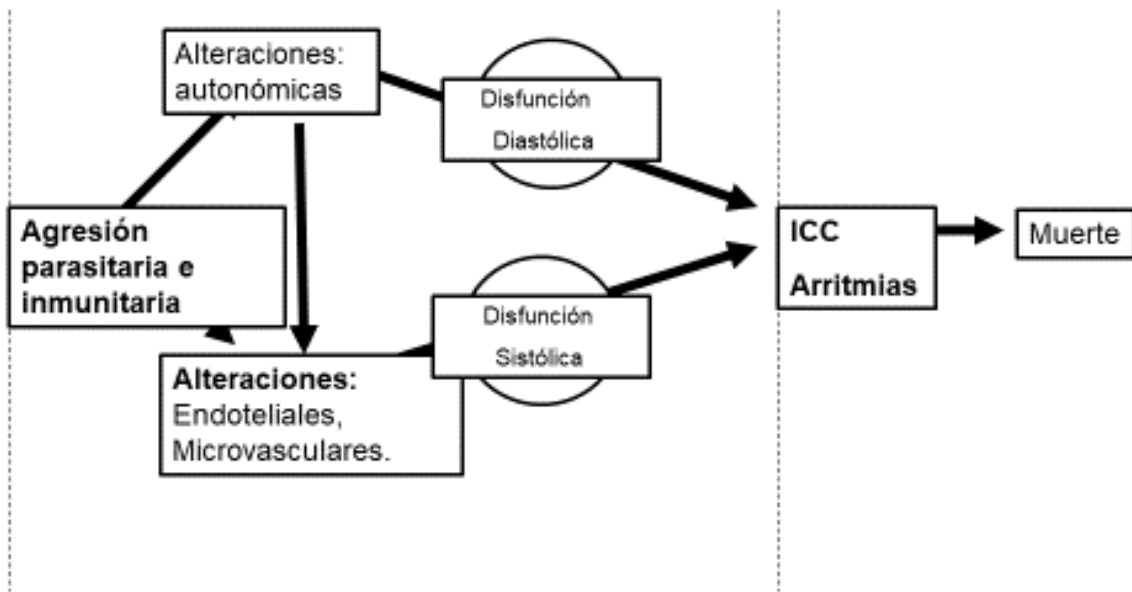 Alteraciones:
autonómicas
Disfunción
Diastólica
Agresión
parasitaria e
inmunitaria
ICC
Arritmias
Muerte
Disfunción
Sistólica
Alteraciones:
Endoteliales,
Microvasculares.